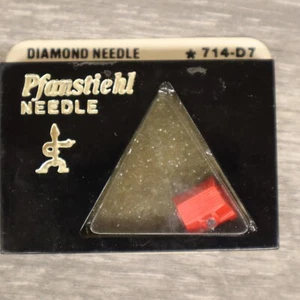 DIAMOND NEEDLE ★ 714-D7
Pfanstiehl
NEEDLE